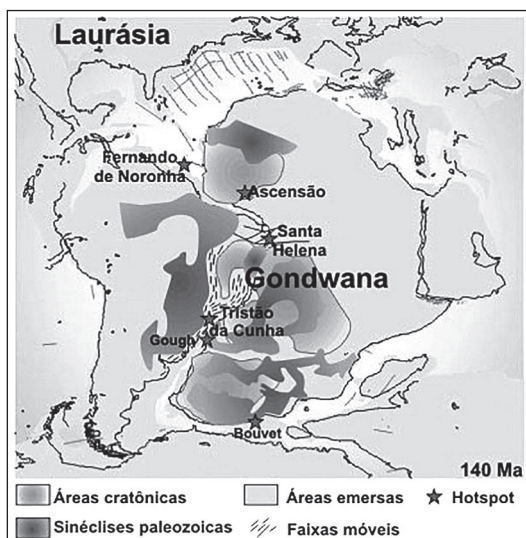 Laurásia
Fernando
de Noronha
Ascensão
Santa
Helena
Gondwana
Tristão
da Cunha
Gough
Bouvet
140 Ma
Áreas cratônicas
Áreas emersas
Hotspot
Sinéclises paleozoicas
Faixas móveis